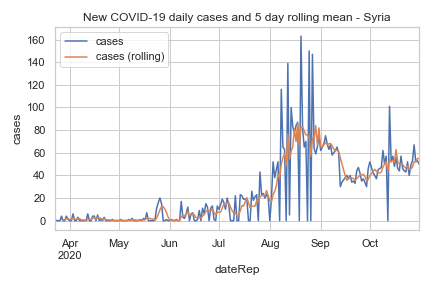 New COVID-19 daily cases and 5 day rolling mean - Syria
cases
cases (rolling)
160
140
120
100
80
60
40
20
0
cases
Apr
2020
May
Jun
Jul
Aug
Sep
Oct
dateRep